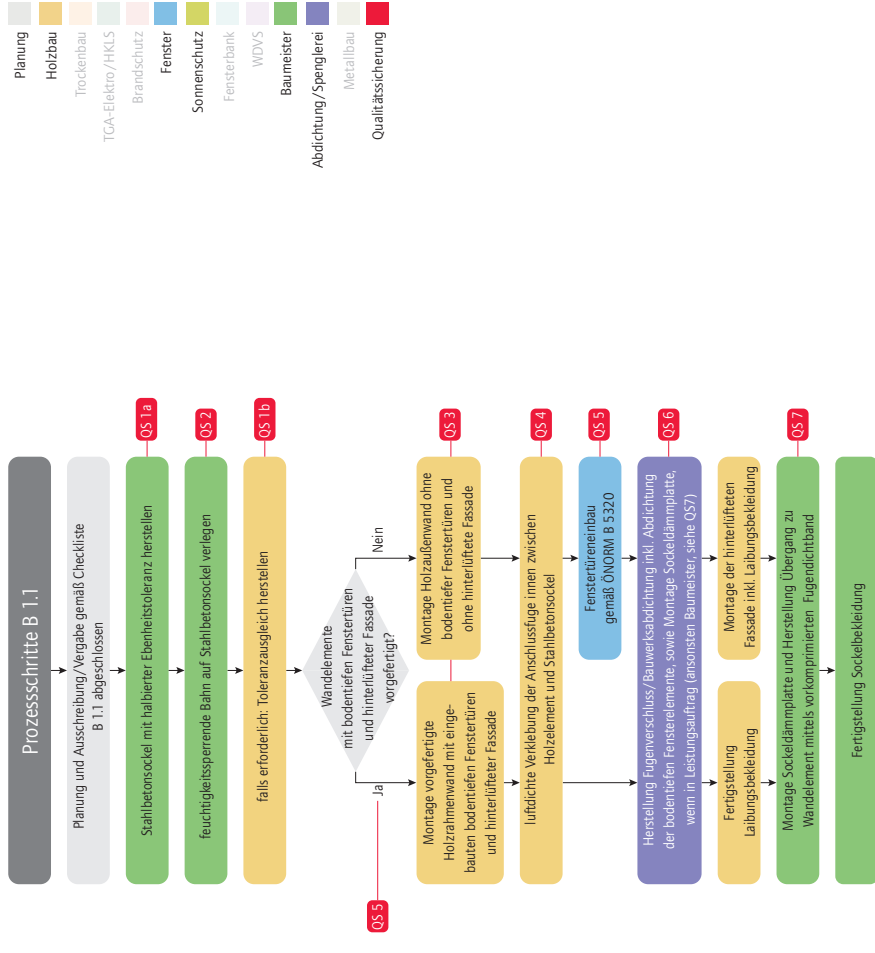 Prozessschritte B 1.1
Planung und Ausschreibung/Vergabe gemäß Checkliste
B 1.1 abgeschlossen
Stahlbetonsockel mit halbierter Ebenheitstoleranz herstellen
QS 1a
feuchtigkeitssperrende Bahn auf Stahlbetonsockel verlegen
QS 2
falls erforderlich: Toleranzausgleich herstellen
QS 1b
Wandelemente
mit bodentiefen Fenstertüren
und hinterlüfteter Fassade
vorgefertigt?
Ja
Nein
QS 5
Montage vorgefertigte
Holzrahmenwand mit einge-
bauten bodentiefen Fenstertüren
und hinterlüfteter Fassade
Montage Holzaußenwand ohne
bodentiefer Fenstertüren und
ohne hinterlüftete Fassade
QS 3
luftdichte Verklebung der Anschlussfuge innen zwischen
Holzelement und Stahlbetonsockel
QS 4
Fenstertüreneinbau
gemäß ÖNORM B 5320
QS 5
Herstellung Fugenverschluss/Bauwerksabdichtung inkl. Abdichtung
der bodentiefen Fensterelemente, sowie Montage Sockeldämmplatte,
wenn in Leistungsauftrag (ansonsten Baumeister, siehe QS7)
QS 6
Fertigstellung
Laibungsbekleidung
Montage der hinterlüfteten
Fassade inkl. Laibungsbekleidung
Montage Sockeldämmplatte und Herstellung Übergang zu
Wandelement mittels vorkomprimierten Fugendichtband
QS 7
Fertigstellung Sockelbekleidung
Planung
Holzbau
Trockenbau
TGA-Elektro/HKLS
Brandschutz
Fenster
Sonnenschutz
Fensterbank
WDVS
Baumeister
Abdichtung/Spenglerei
Metallbau
Qualitätssicherung